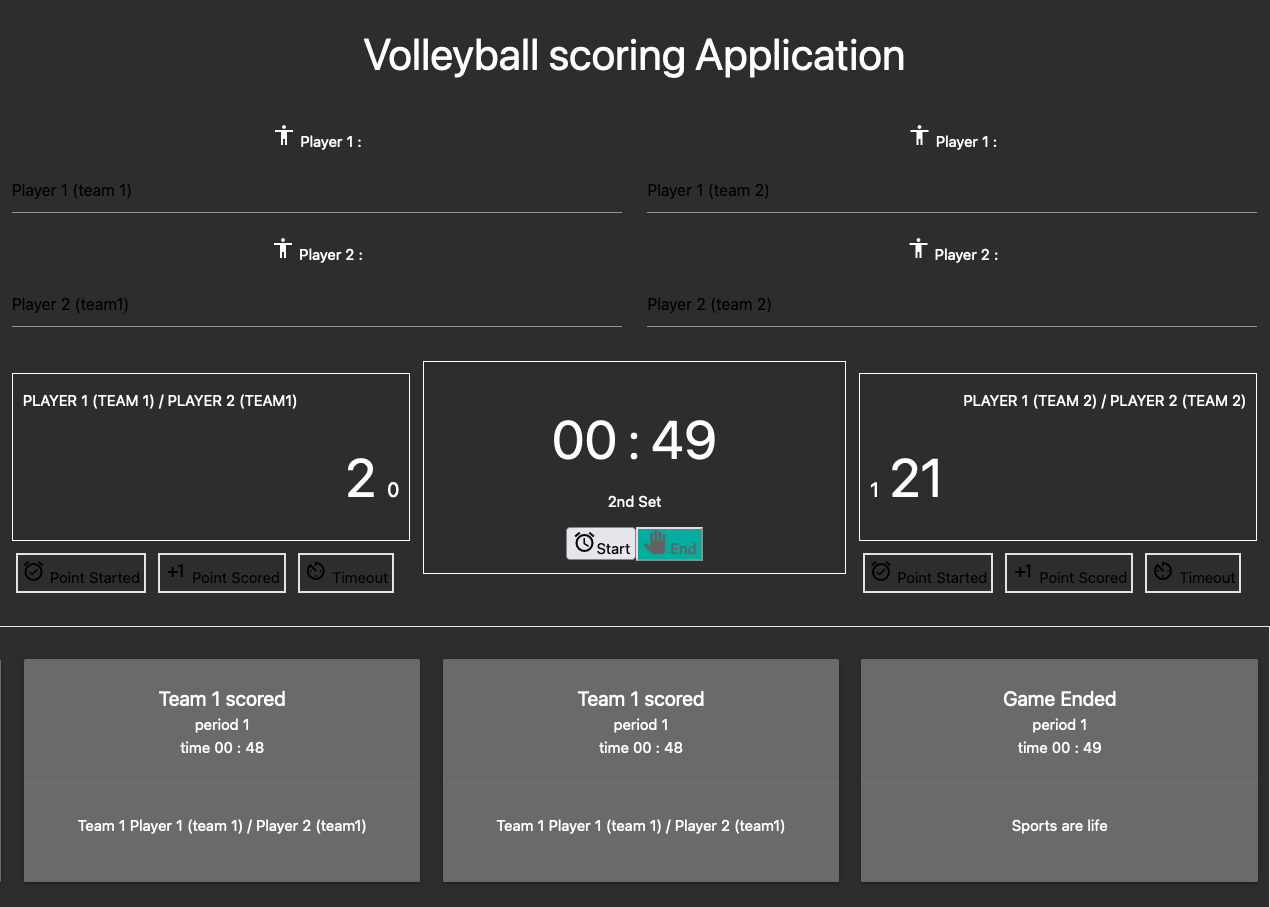 Volleyball scoring Application
Player 1 :
Player 1 :
Player 1 (team 1)
Player 1 (team 2)
Player 2 :
Player 2 :
Player 2 (team1)
Player 2 (team 2)
PLAYER 1 (TEAM 1) / PLAYER 2 (TEAM1)
2 0
Point Started
+1 Point Scored
Timeout
00 : 49
2nd Set
Start
End
PLAYER 1 (TEAM 2) / PLAYER 2 (TEAM 2)
1 21
Point Started
+1 Point Scored
Timeout
Team 1 scored
period 1
time 00 : 48
Team 1 Player 1 (team 1) / Player 2 (team1)
Team 1 scored
period 1
time 00 : 48
Team 1 Player 1 (team 1) / Player 2 (team1)
Game Ended
period 1
time 00 : 49
Sports are life